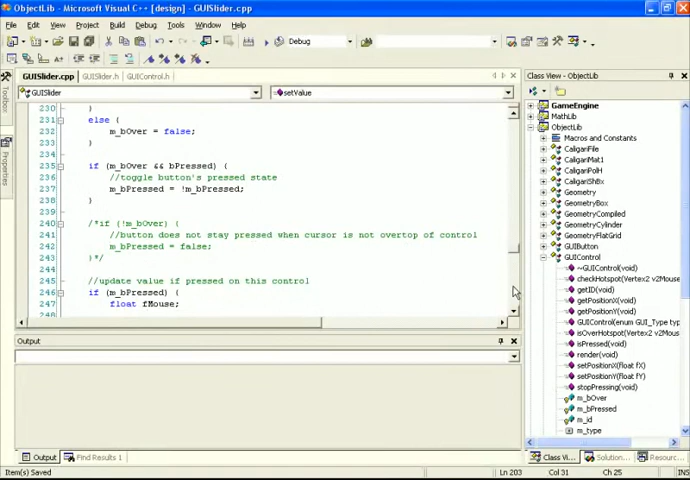 ObjectLib - Microsoft Visual C++ [design] - GUISlider.cpp
File Edit View Project Build Debug Tools Window Help
Debug
GUISlider.cpp GUISlider.h GUIControl.h
GUISlider setValue
230 }
231 else {
232 m_bOver = false;
233 }
234
235 if (m_bOver && bPressed) {
236 //toggle button's pressed state
237 m_bPressed = !m_bPressed;
238 }
239
240 /*if (!m_bOver) {
241 //button does not stay pressed when cursor is not overtop of control
242 m_bPressed = false;
243 }*/
244
245 //update value if pressed on this control
246 if (m_bPressed) {
247 float fMouse;
248
Output
Output Find Results 1
Toolbox
Properties
Class View - ObjectLib
GameEngine
MathLib
ObjectLib
Macros and Constants
CaligariFile
CaligariMat1
CaligariPolH
CaligariShBx
Geometry
GeometryBox
GeometryCompiled
GeometryCylinder
GeometryFlatGrid
GUIButton
GUIControl
~GUIControl(void)
checkHotspot(Vertex2 v2Mouse
getID(void)
getPositionX(void)
getPositionY(void)
GUIControl(enum GUI_Type typ
isOverHotspot(Vertex2 v2Mous
isPressed(void)
render(void)
setPositionX(float fX)
setPositionY(float fY)
stopPressing(void)
m_bOver
m_bPressed
m_id
m_type
Class Vi... Solution... Resourc...
Item(s) Saved Ln 203 Col 31 Ch 25 INS